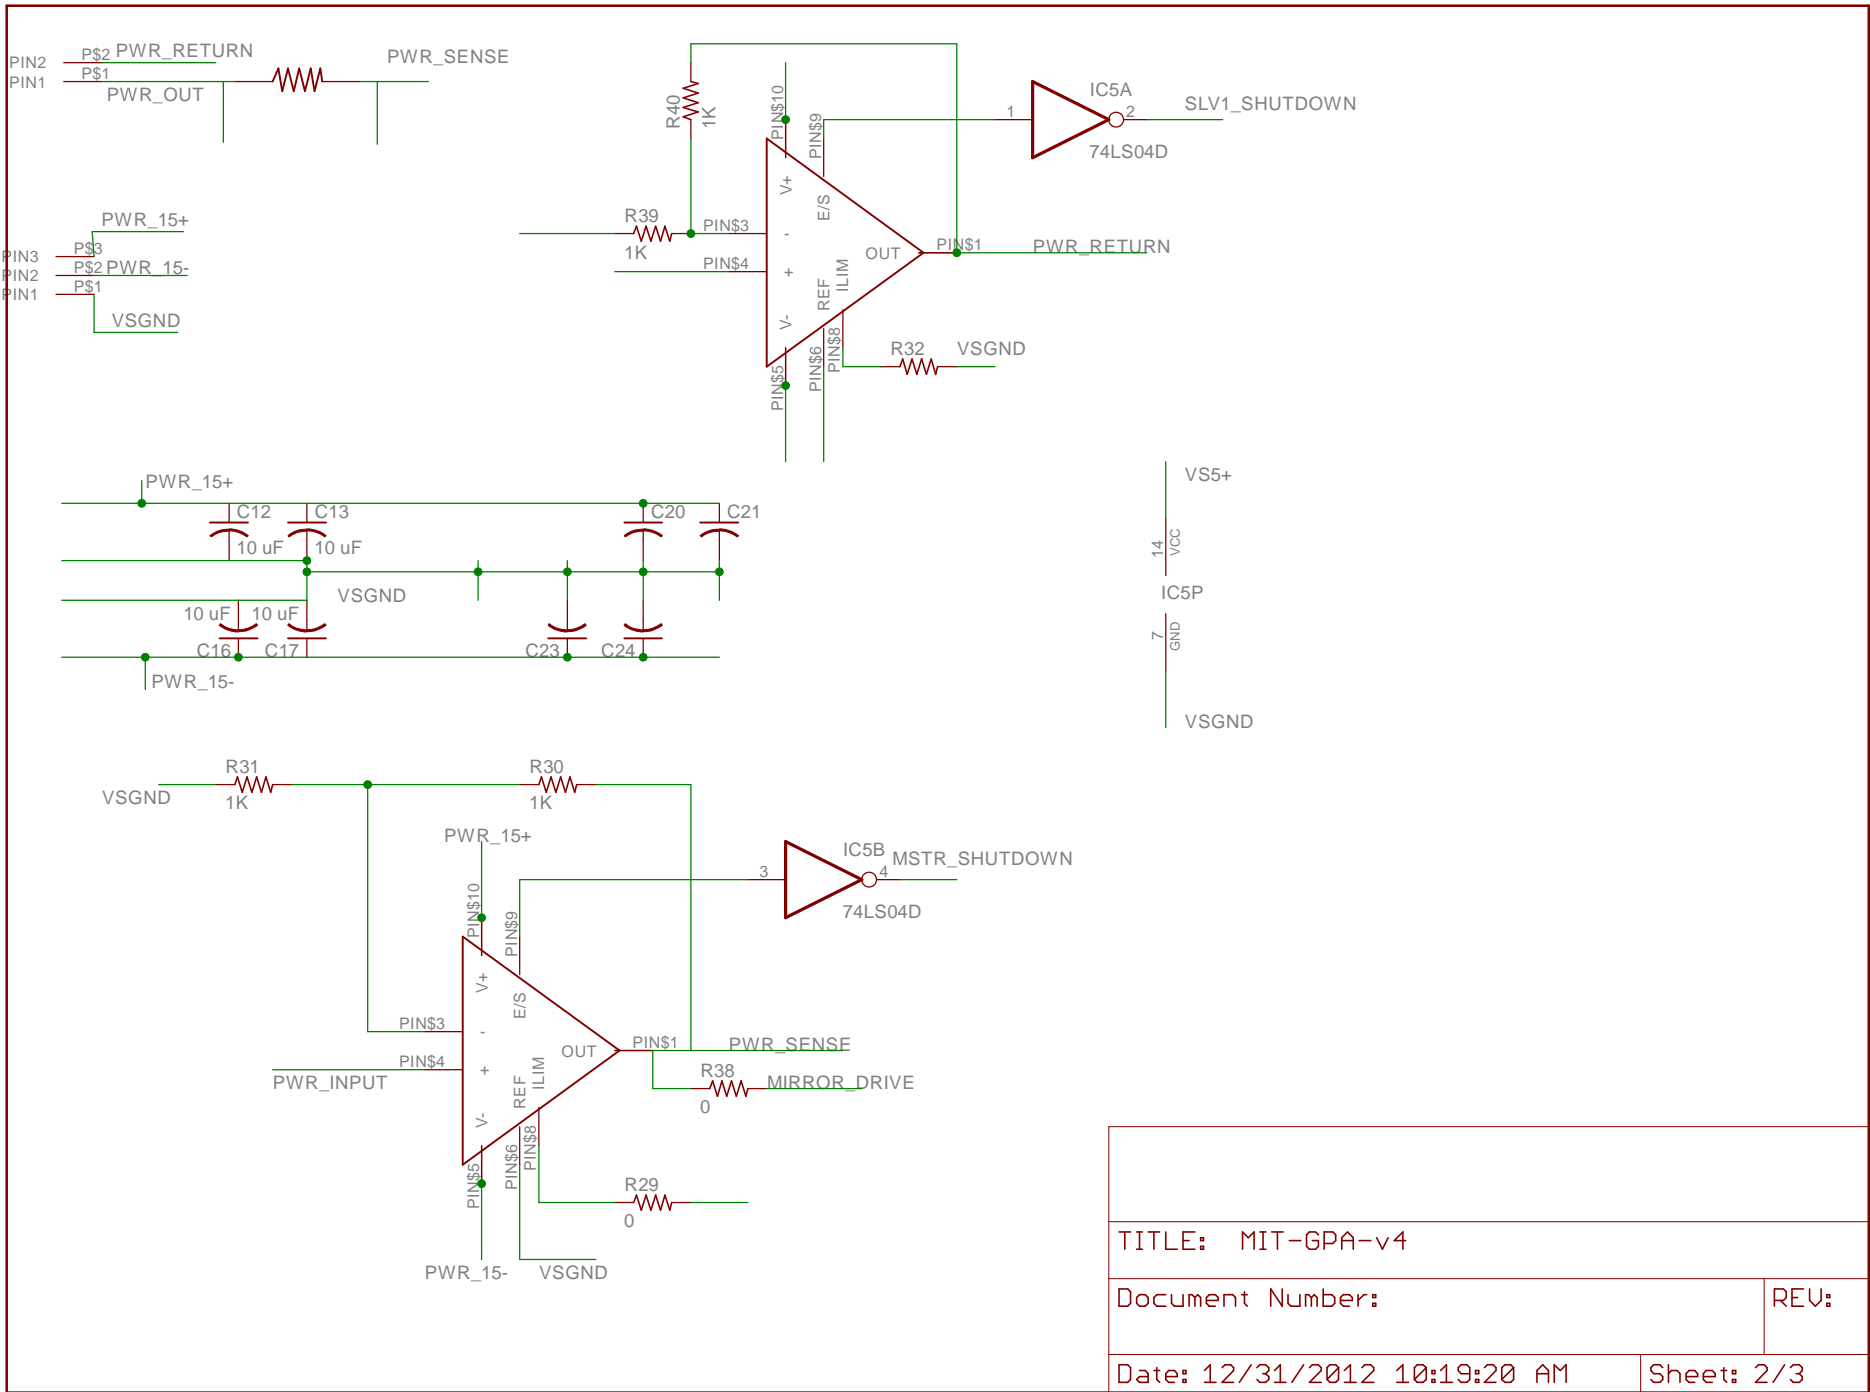 PIN2 P$2 PWR_RETURN
PIN1 P$1
PWR_OUT
PWR_SENSE
PWR_15+
PIN3 P$3
PIN2 P$2 PWR_15-
PIN1 P$1
VSGND
R40
1K
PIN$10
PIN$9
1
IC5A
2
SLV1_SHUTDOWN
74LS04D
R39
1K
PIN$3
PIN$4
V+
E/S
-
+
OUT
REF
ILIM
V-
PIN$1
PWR_RETURN
PIN$5
PIN$6
PIN$8
R32
VSGND
PWR_15+
C12
10 uF
C13
10 uF
C20
C21
VSGND
10 uF
C16
10 uF
C17
C23
C24
PWR_15-
VS5+
14
VCC
IC5P
7
GND
VSGND
VSGND
R31
1K
R30
1K
PWR_15+
PIN$10
PIN$9
3
IC5B
4
MSTR_SHUTDOWN
74LS04D
PIN$3
PIN$4
PWR_INPUT
V+
E/S
-
+
OUT
REF
ILIM
V-
PIN$1
PWR_SENSE
R38
0
MIRROR_DRIVE
PIN$5
PIN$6
PIN$8
R29
0
PWR_15-
VSGND
TITLE: MIT-GPA-v4
Document Number:
REV:
Date: 12/31/2012 10:19:20 AM
Sheet: 2/3